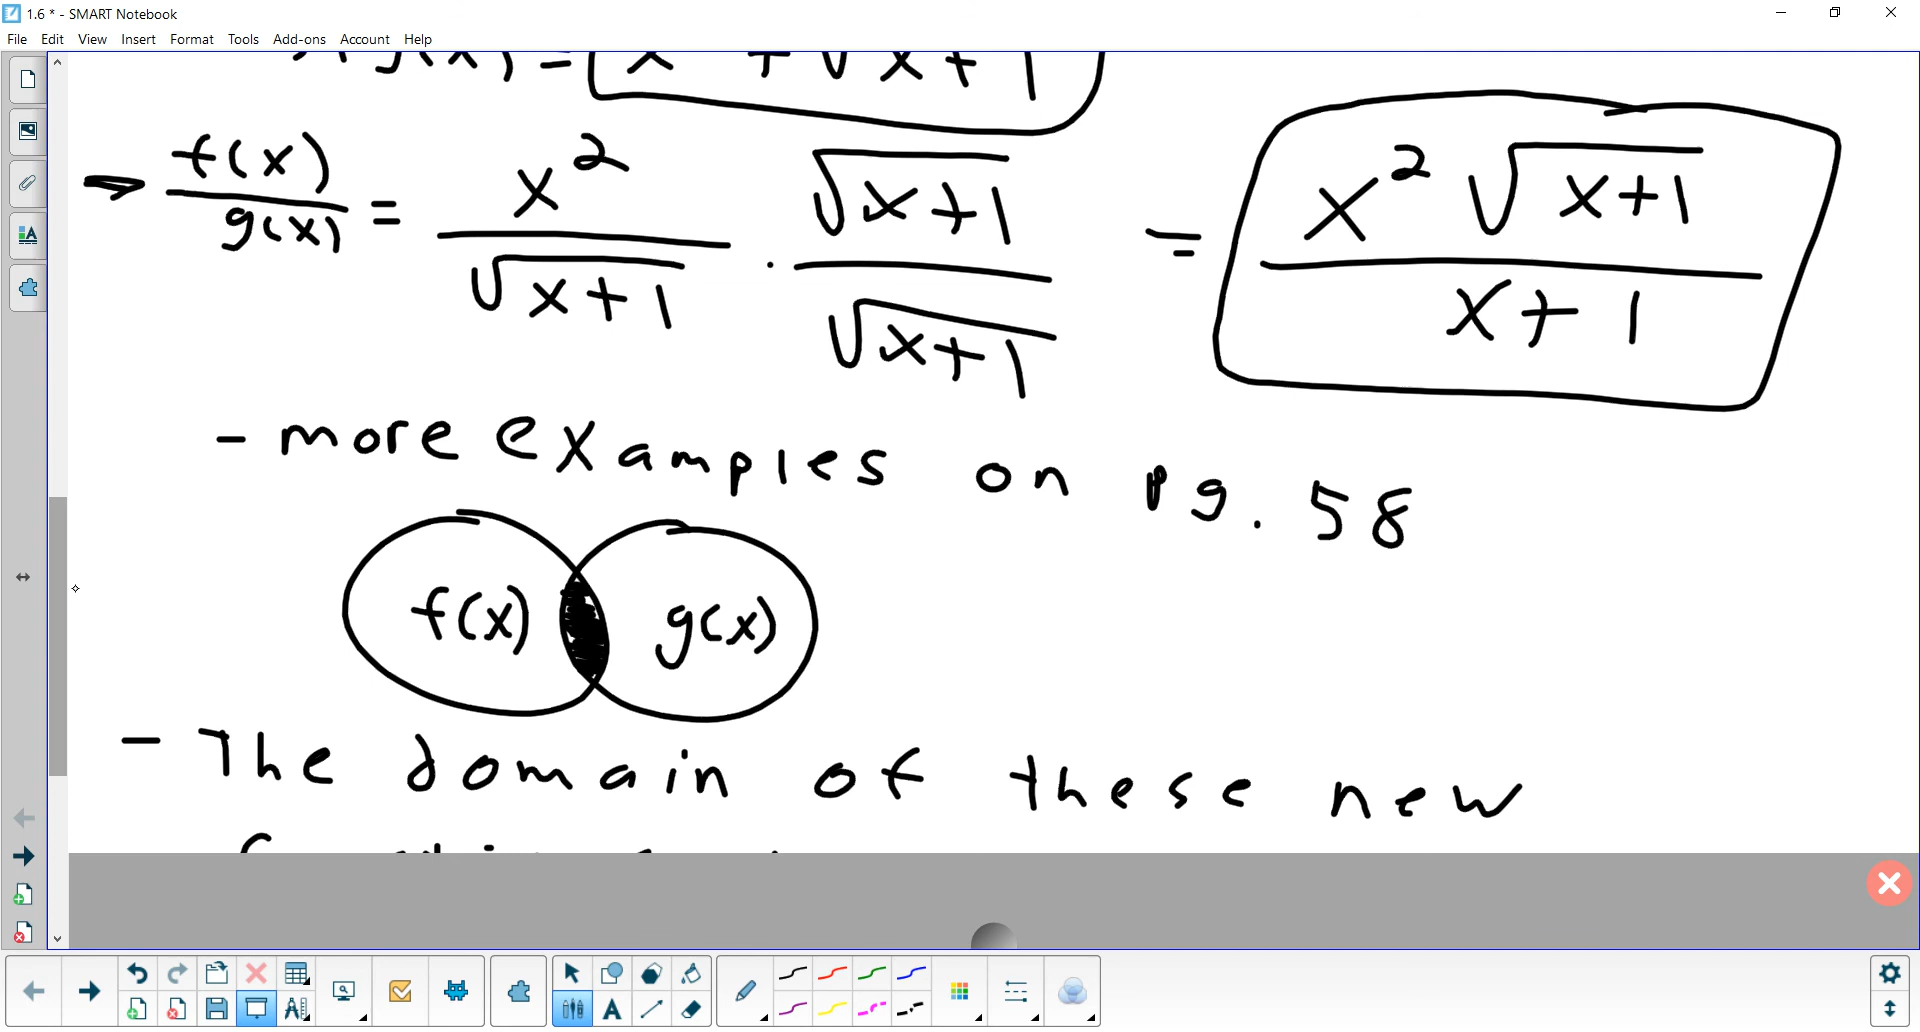 1.6 * - SMART Notebook
File Edit View Insert Format Tools Add-ons Account Help
g(x) = x + √x+1
f(x)/g(x) = x²/√x+1 · √x+1/√x+1 = x²√x+1/x+1
- more examples on pg. 58
f(x) g(x)
- The domain of these new